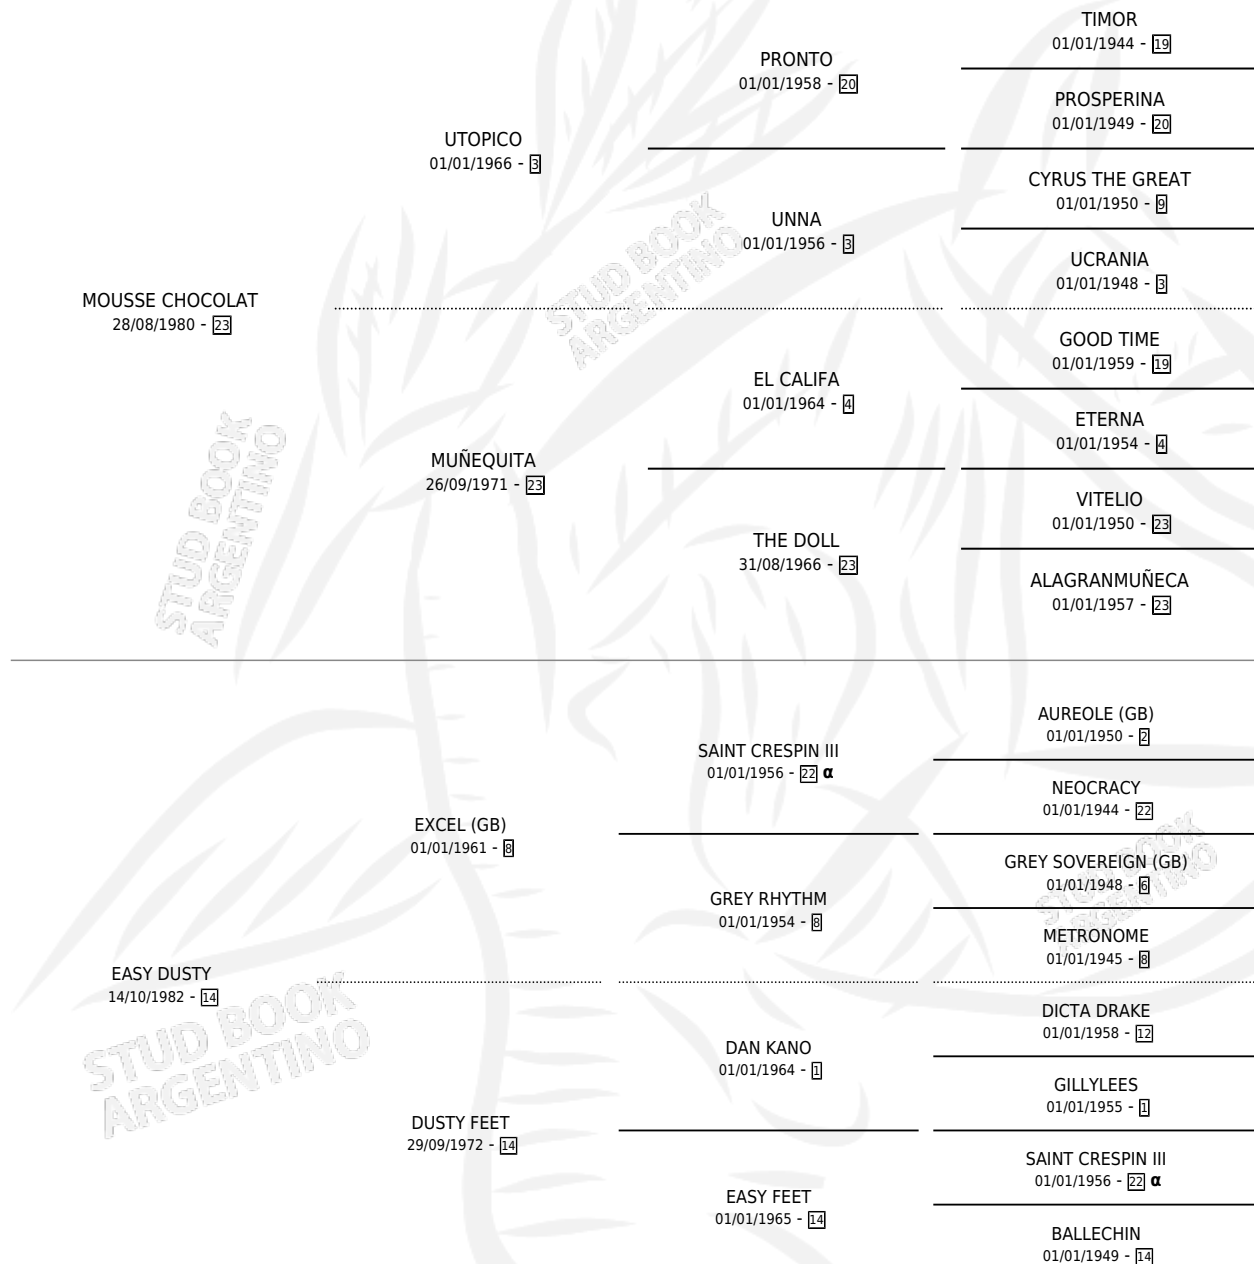 TIMOR
01/01/1944 - 19
PRONTO
01/01/1958 - 20
PROSPERINA
01/01/1949 - 20
UTOPICO
01/01/1966 - 3
CYRUS THE GREAT
01/01/1950 - 9
UNNA
01/01/1956 - 3
UCRANIA
01/01/1948 - 3
MOUSSE CHOCOLAT
28/08/1980 - 23
GOOD TIME
01/01/1959 - 19
EL CALIFA
01/01/1964 - 4
ETERNA
01/01/1954 - 4
MUÑEQUITA
26/09/1971 - 23
VITELIO
01/01/1950 - 23
THE DOLL
31/08/1966 - 23
ALAGRANMUÑECA
01/01/1957 - 23
STUD BOOK
ARGENTINO
STUD BOOK
ARGENTINO
AUREOLE (GB)
01/01/1950 - 2
SAINT CRESPIN III
01/01/1956 - 22 α
NEOCRACY
01/01/1944 - 22
EXCEL (GB)
01/01/1961 - 8
GREY SOVEREIGN (GB)
01/01/1948 - 6
GREY RHYTHM
01/01/1954 - 8
METRONOME
01/01/1945 - 8
EASY DUSTY
14/10/1982 - 14
DICTA DRAKE
01/01/1958 - 12
DAN KANO
01/01/1964 - 1
GILLYLEES
01/01/1955 - 1
DUSTY FEET
29/09/1972 - 14
SAINT CRESPIN III
01/01/1956 - 22 α
EASY FEET
01/01/1965 - 14
BALLECHIN
01/01/1949 - 14
STUD BOOK
ARGENTINO
STUD BOOK
ARGENTINO